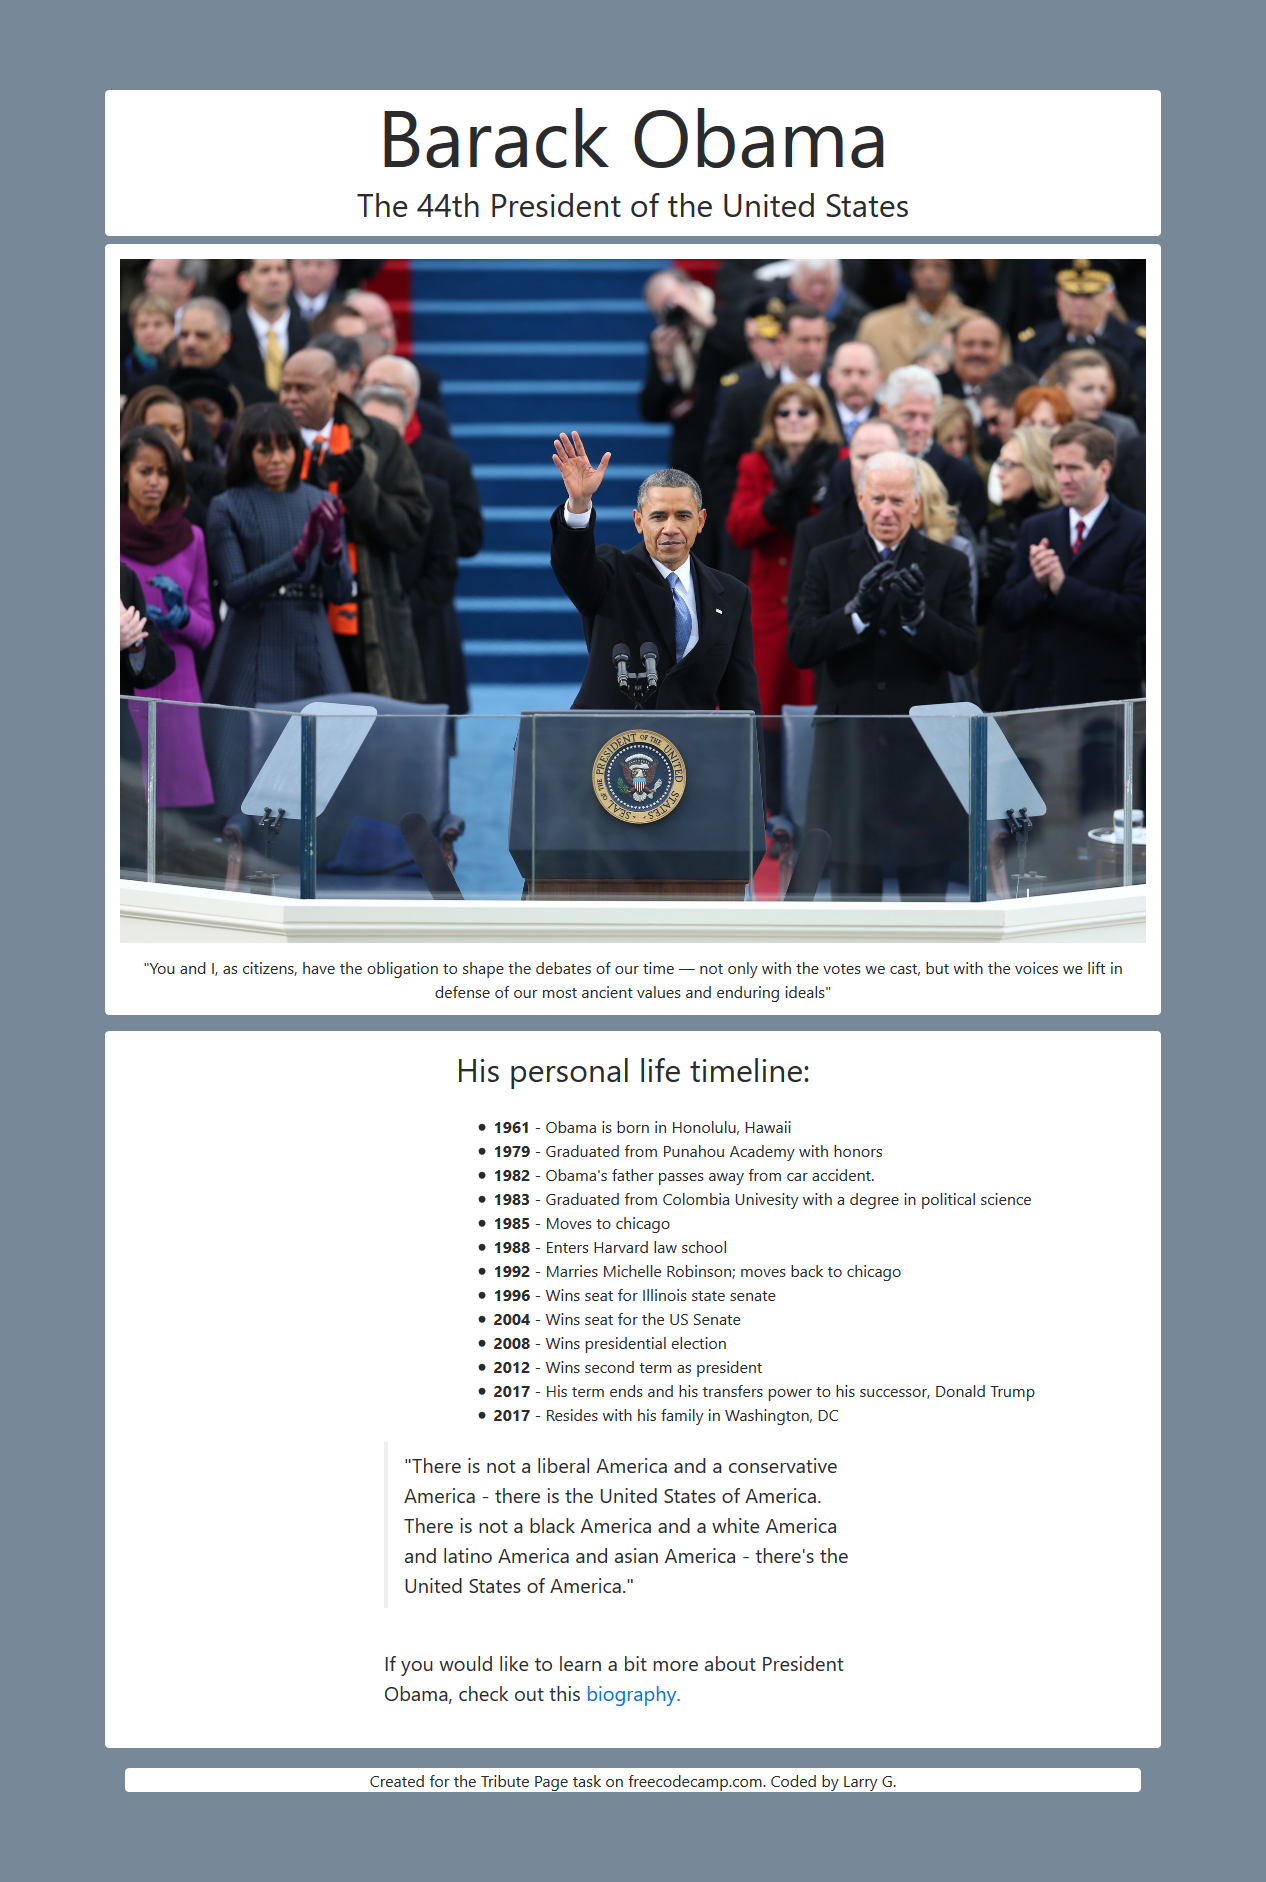 Barack Obama
The 44th President of the United States
SEAL OF THE PRESIDENT OF THE UNITED STATES
"You and I, as citizens, have the obligation to shape the debates of our time — not only with the votes we cast, but with the voices we lift in
defense of our most ancient values and enduring ideals"
His personal life timeline:
• 1961 - Obama is born in Honolulu, Hawaii
• 1979 - Graduated from Punahou Academy with honors
• 1982 - Obama's father passes away from car accident.
• 1983 - Graduated from Colombia Univesity with a degree in political science
• 1985 - Moves to chicago
• 1988 - Enters Harvard law school
• 1992 - Marries Michelle Robinson; moves back to chicago
• 1996 - Wins seat for Illinois state senate
• 2004 - Wins seat for the US Senate
• 2008 - Wins presidential election
• 2012 - Wins second term as president
• 2017 - His term ends and his transfers power to his successor, Donald Trump
• 2017 - Resides with his family in Washington, DC
"There is not a liberal America and a conservative
America - there is the United States of America.
There is not a black America and a white America
and latino America and asian America - there's the
United States of America."
If you would like to learn a bit more about President
Obama, check out this biography.
Created for the Tribute Page task on freecodecamp.com. Coded by Larry G.